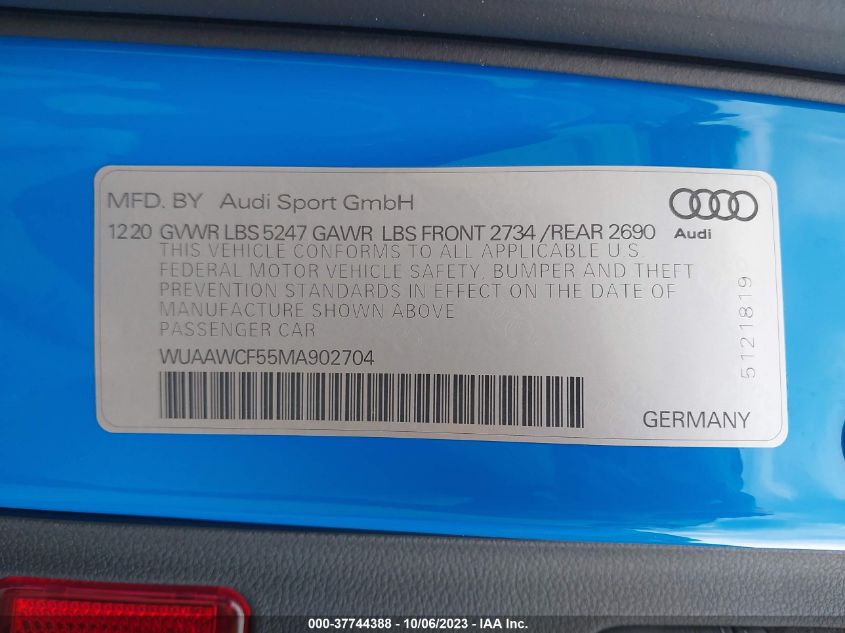 MFD. BY Audi Sport GmbH
Audi
12 20 GVWR LBS 5247 GAWR LBS FRONT 2734 / REAR 2690
THIS VEHICLE CONFORMS TO ALL APPLICABLE U S
FEDERAL MOTOR VEHICLE SAFETY, BUMPER AND THEFT
PREVENTION STANDARDS IN EFFECT ON THE DATE OF
MANUFACTURE SHOWN ABOVE
PASSENGER CAR
WUAAWCF55MA902704
5121819
GERMANY
000-37744388 - 10/06/2023 - IAA Inc.